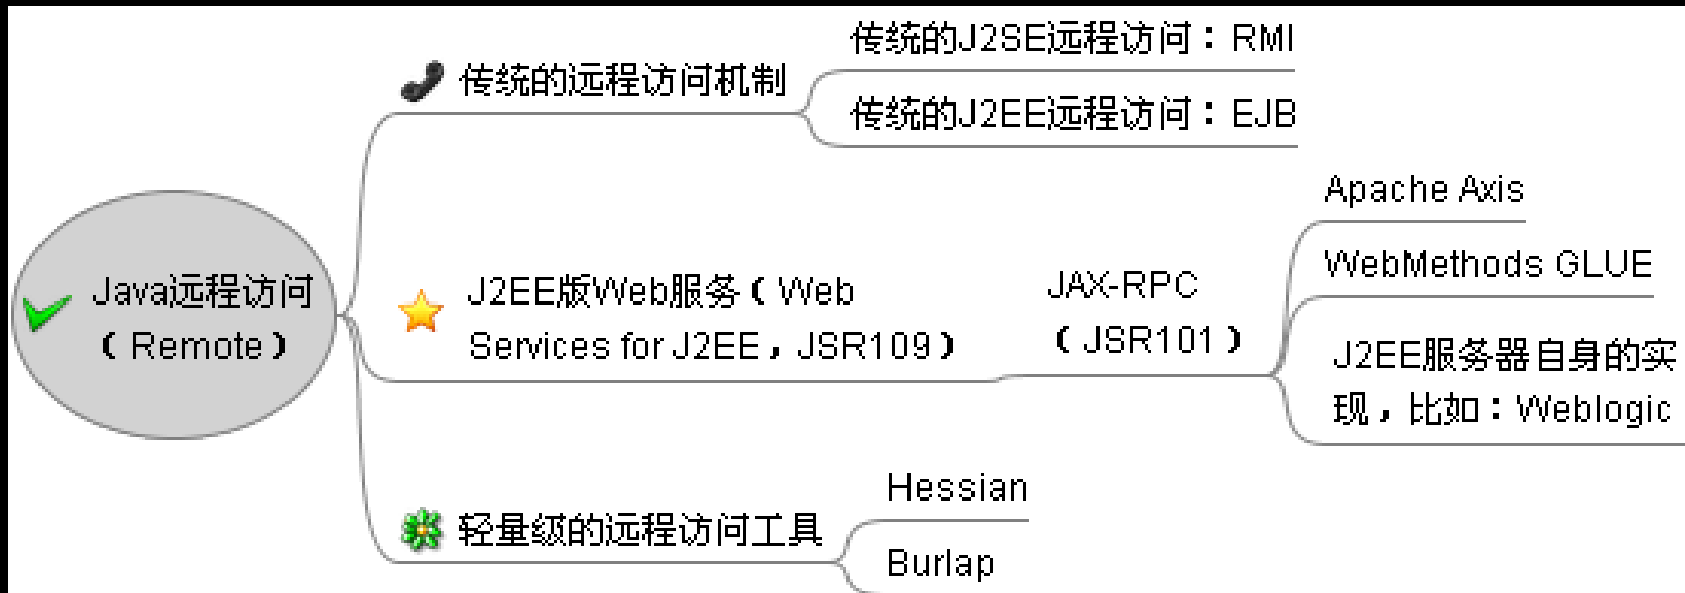 传统的J2SE远程访问：RMI
传统的远程访问机制
传统的J2EE远程访问：EJB
Apache Axis
WebMethods GLUE
Java远程访问
（Remote）
J2EE版Web服务（Web
Services for J2EE，JSR109）
JAX-RPC
（JSR101）
J2EE服务器自身的实
现，比如：Weblogic
Hessian
轻量级的远程访问工具
Burlap